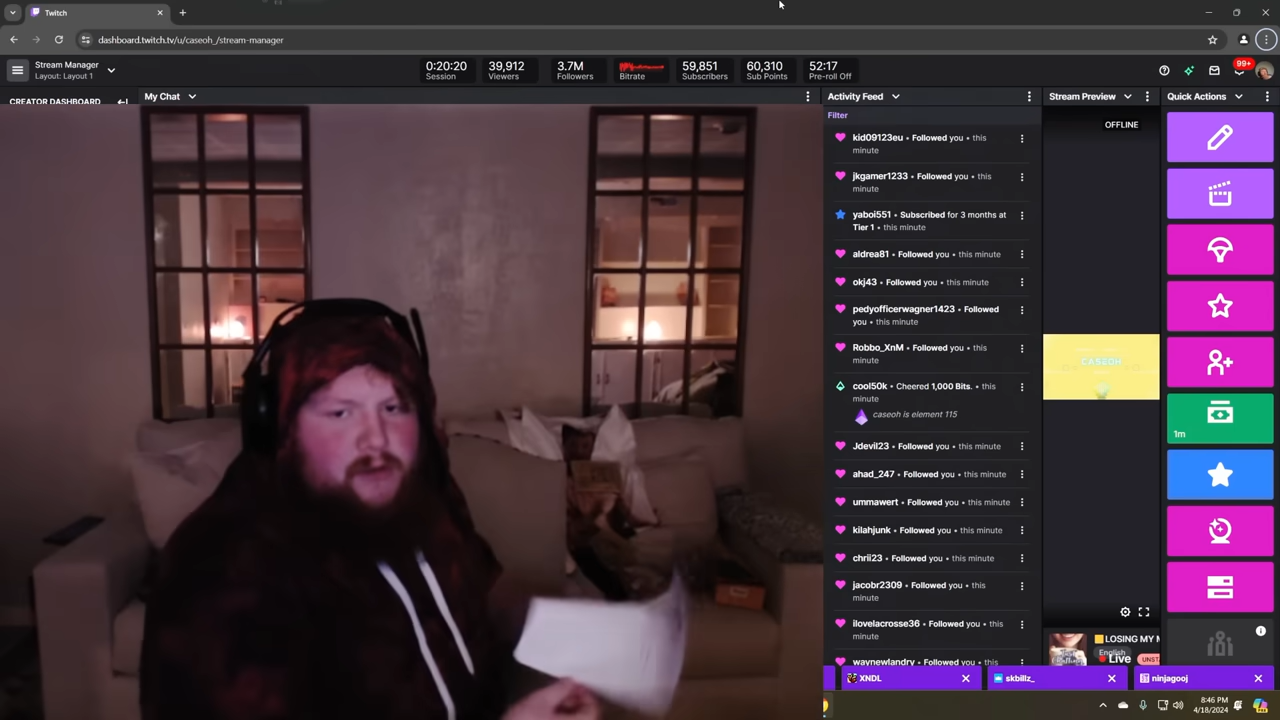 Twitch
dashboard.twitch.tv/u/caseoh_/stream-manager
Stream Manager
Layout: Layout 1
0:20:20
Session
39,912
Viewers
3.7M
Followers
Bitrate
59,851
Subscribers
60,310
Sub Points
52:17
Pre-roll Off
99+
CREATOR DASHBOARD
My Chat
Activity Feed
Stream Preview
Quick Actions
Filter
OFFLINE
kid09123eu • Followed you • this
minute
jkgamer1233 • Followed you • this
minute
yaboi551 • Subscribed for 3 months at
Tier 1 • this minute
aldrea81 • Followed you • this minute
okj43 • Followed you • this minute
pedyofficerwagner1423 • Followed
you • this minute
Robbo_XnM • Followed you • this
minute
cool50k • Cheered 1,000 Bits. • this
minute
caseoh is element 115
Jdevil23 • Followed you • this minute
ahad_247 • Followed you • this minute
ummawert • Followed you • this minute
kilahjunk • Followed you • this minute
chrii23 • Followed you • this minute
jacobr2309 • Followed you • this
minute
ilovelacrosse36 • Followed you • this
minute
waynewlandry • Followed you • this
CASEOH
1m
LOSING MY M
English
Live
UNST
XNDL
skbillz_
ninjagooj
8:46 PM
4/18/2024